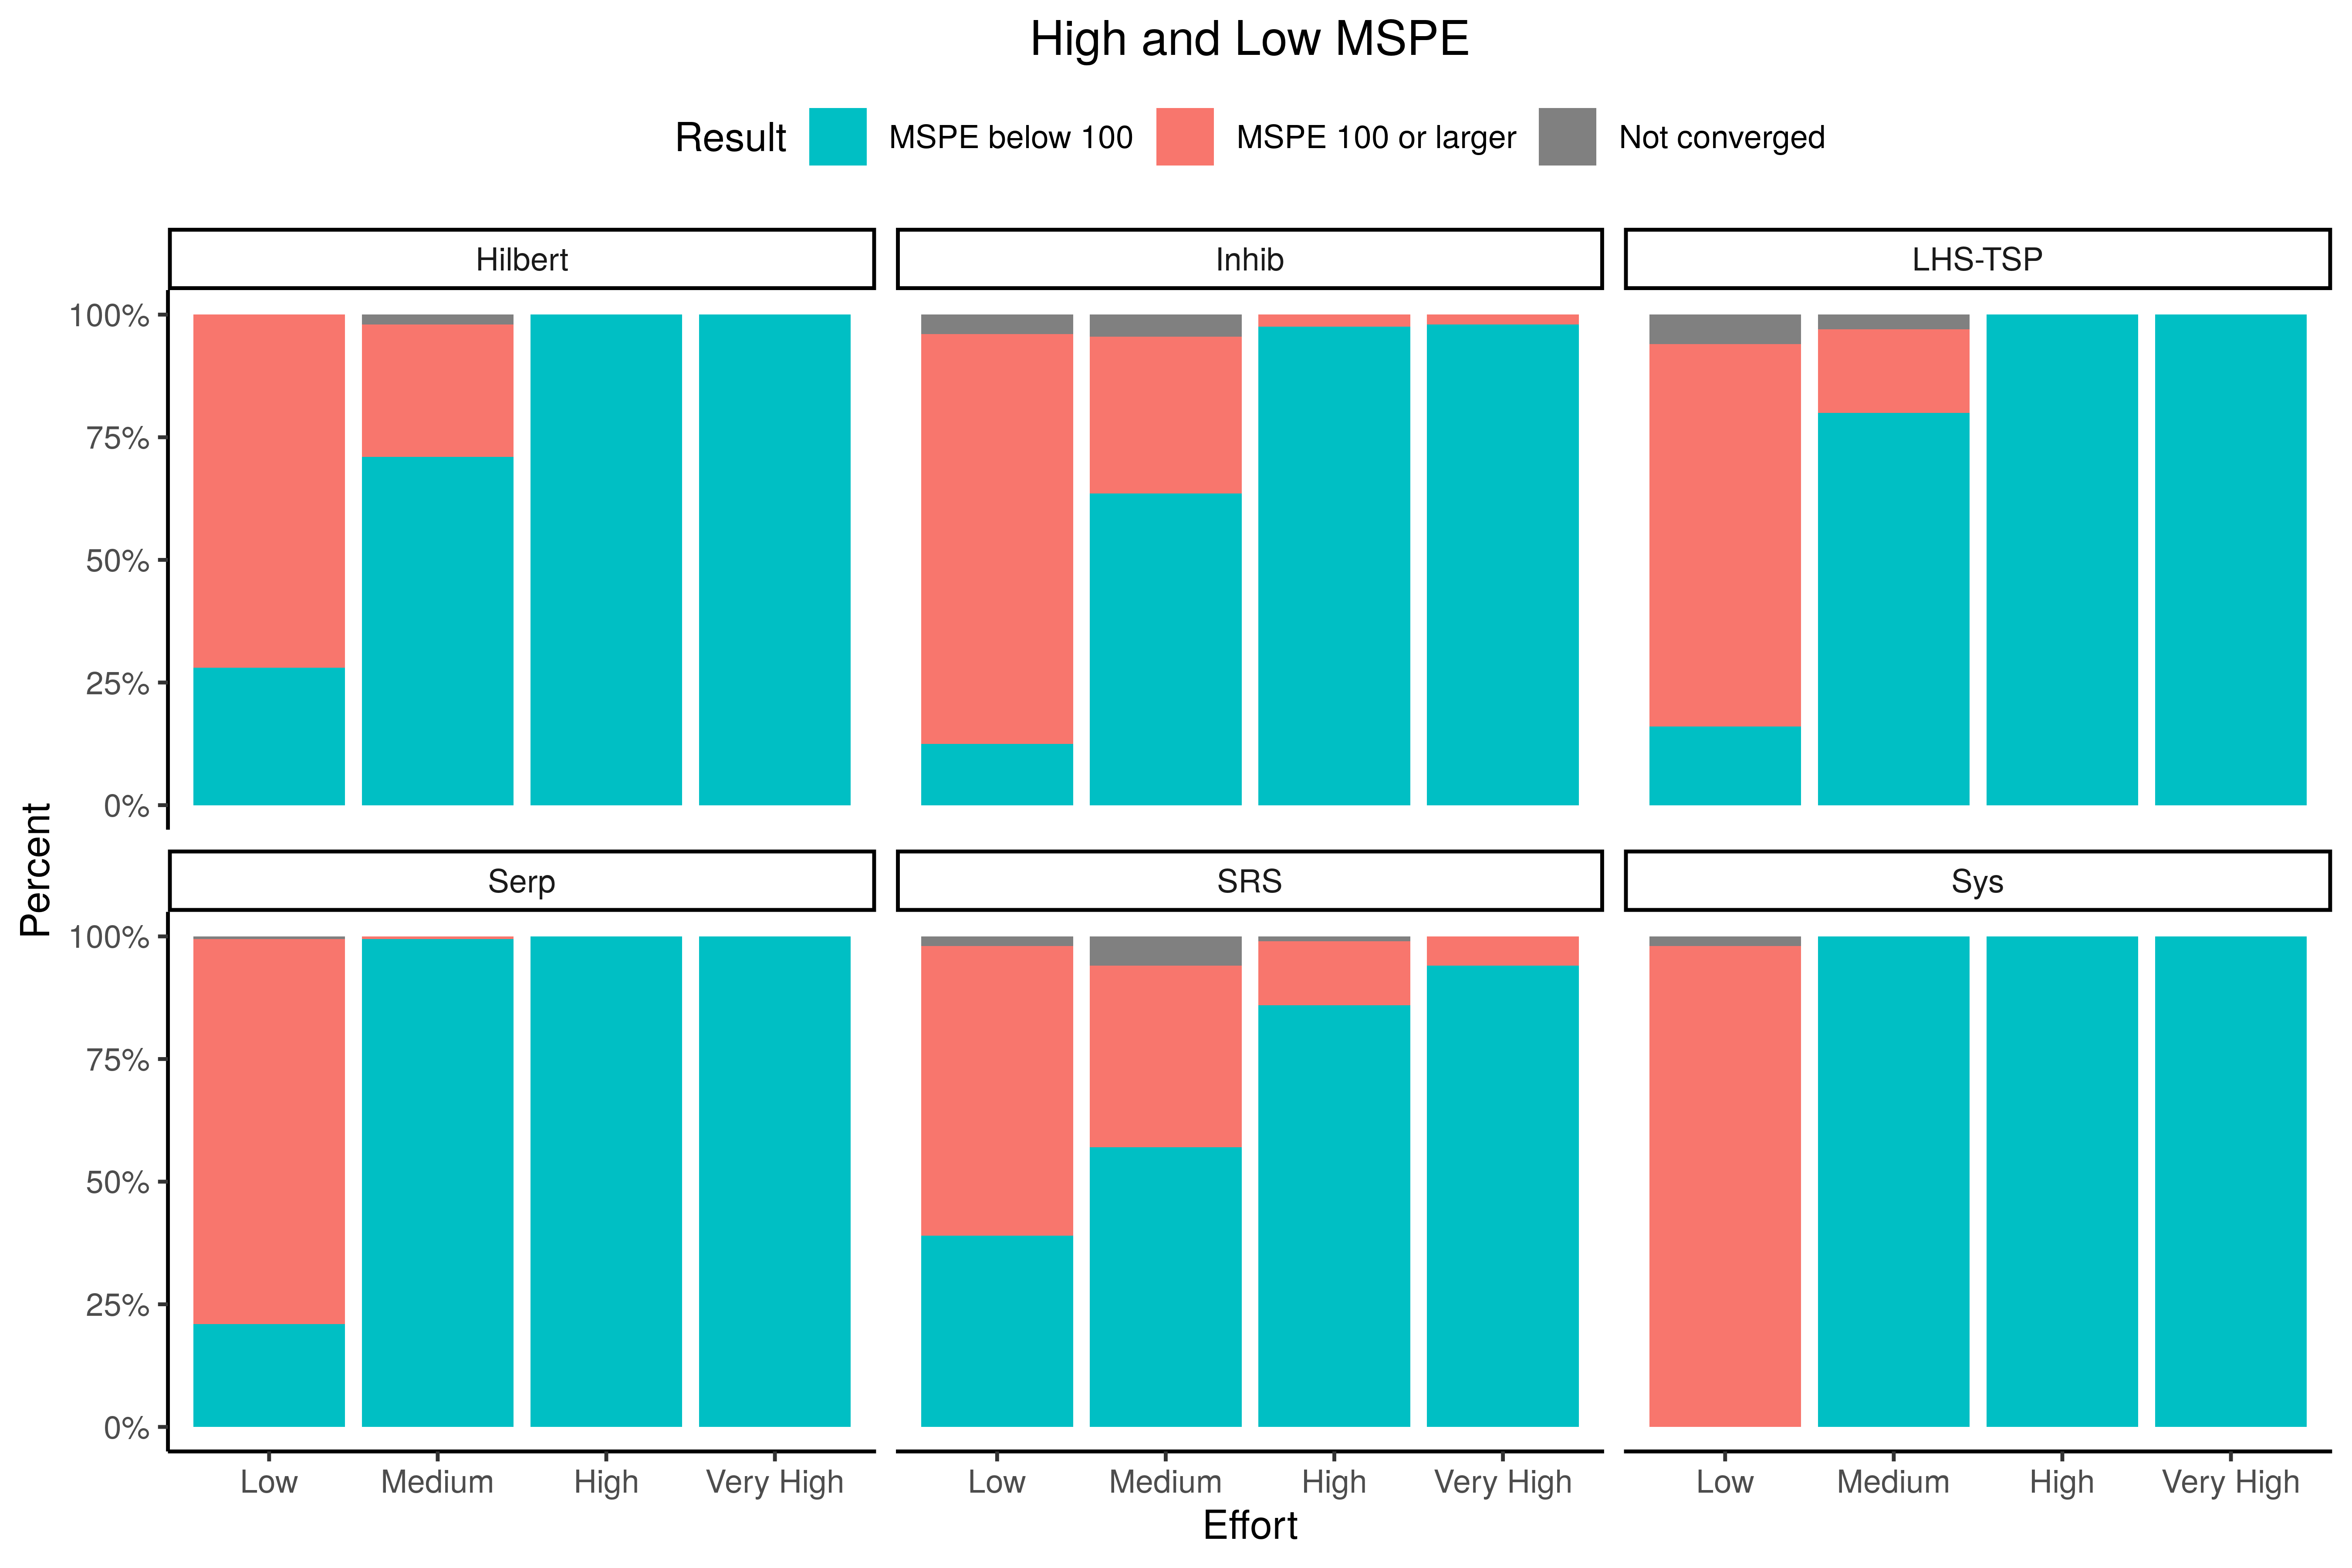 High and Low MSPE
Result MSPE below 100 MSPE 100 or larger Not converged
Hilbert Inhib LHS-TSP
100%
75%
50%
25%
0%
Percent
Serp SRS Sys
100%
75%
50%
25%
0%
Low Medium High Very High Low Medium High Very High Low Medium High Very High
Effort